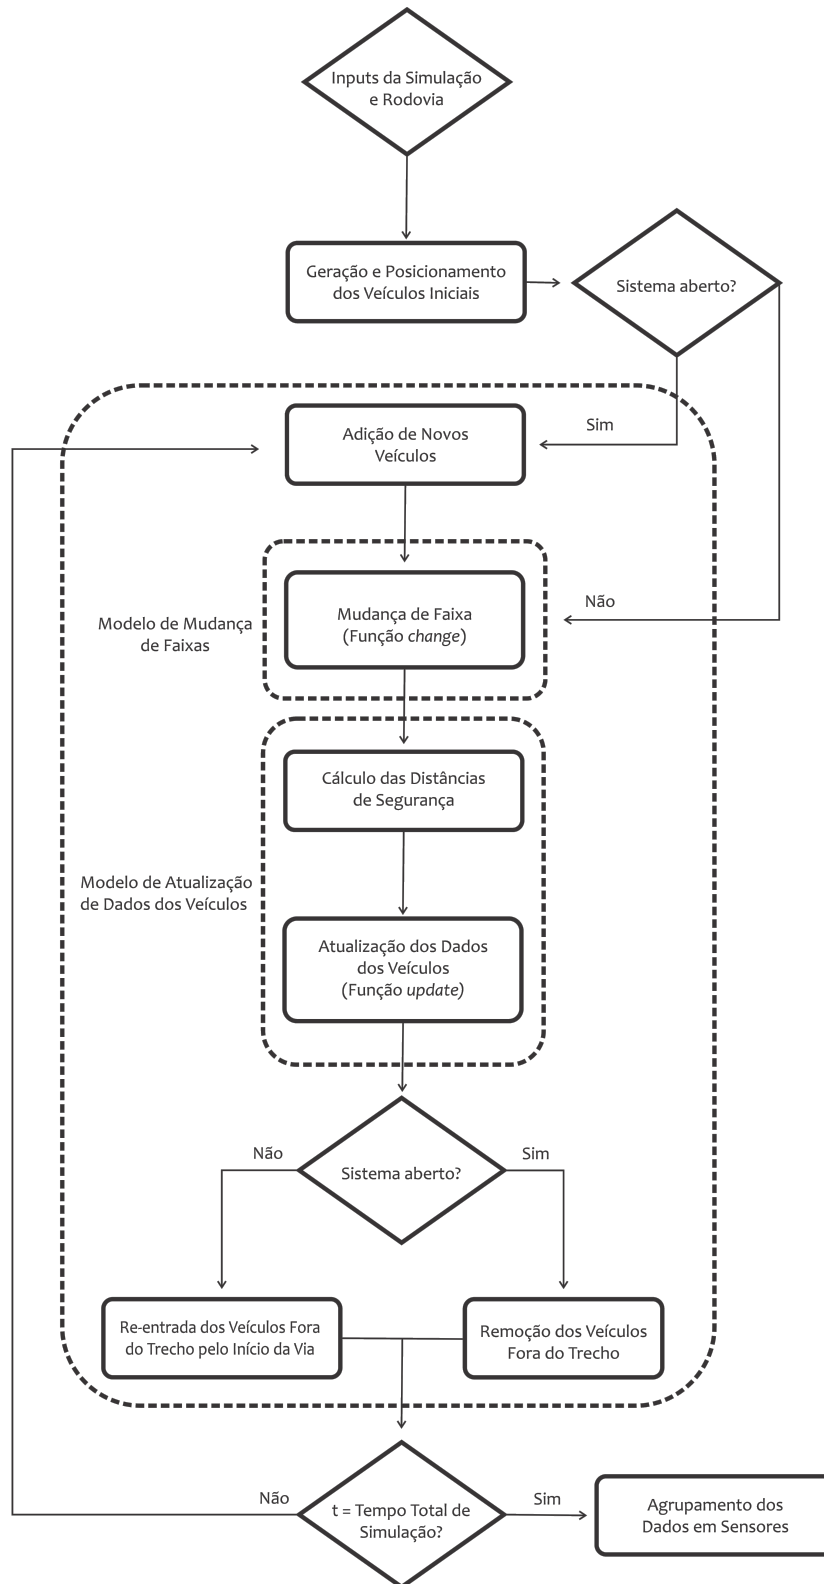 Inputs da Simulação
e Rodovia
Geração e Posicionamento
dos Veículos Iniciais
Sistema aberto?
Adição de Novos
Veículos
Sim
Mudança de Faixa
(Função change)
Não
Modelo de Mudança
de Faixas
Cálculo das Distâncias
de Segurança
Modelo de Atualização
de Dados dos Veículos
Atualização dos Dados
dos Veículos
(Função update)
Não
Sistema aberto?
Sim
Re-entrada dos Veículos Fora
do Trecho pelo Início da Via
Remoção dos Veículos
Fora do Trecho
Não
t = Tempo Total de
Simulação?
Sim
Agrupamento dos
Dados em Sensores